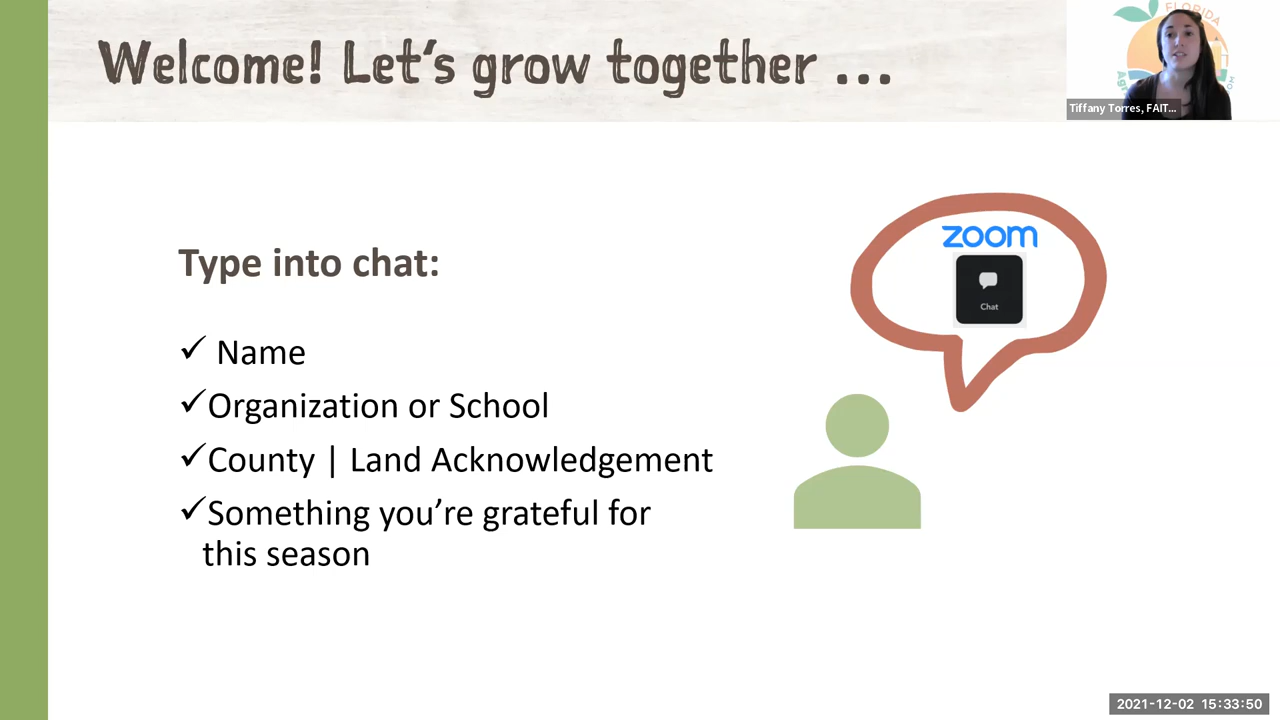 Welcome! Let's grow together ...
FLORIDA
Tiffany Torres, FAIT...
Type into chat:
zoom
Chat
✓ Name
✓Organization or School
✓County | Land Acknowledgement
✓Something you're grateful for
this season
2021-12-02 15:33:50